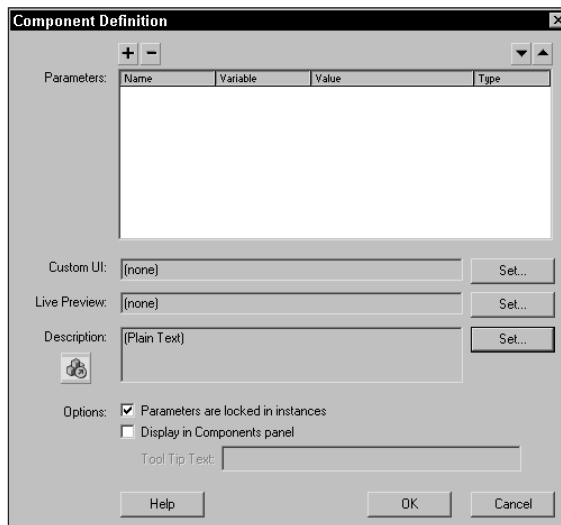 Component Definition
Parameters:
Name Variable Value Type
Custom UI: (none) Set...
Live Preview: (none) Set...
Description: (Plain Text) Set...
Options: Parameters are locked in instances
Display in Components panel
Tool Tip Text:
Help OK Cancel